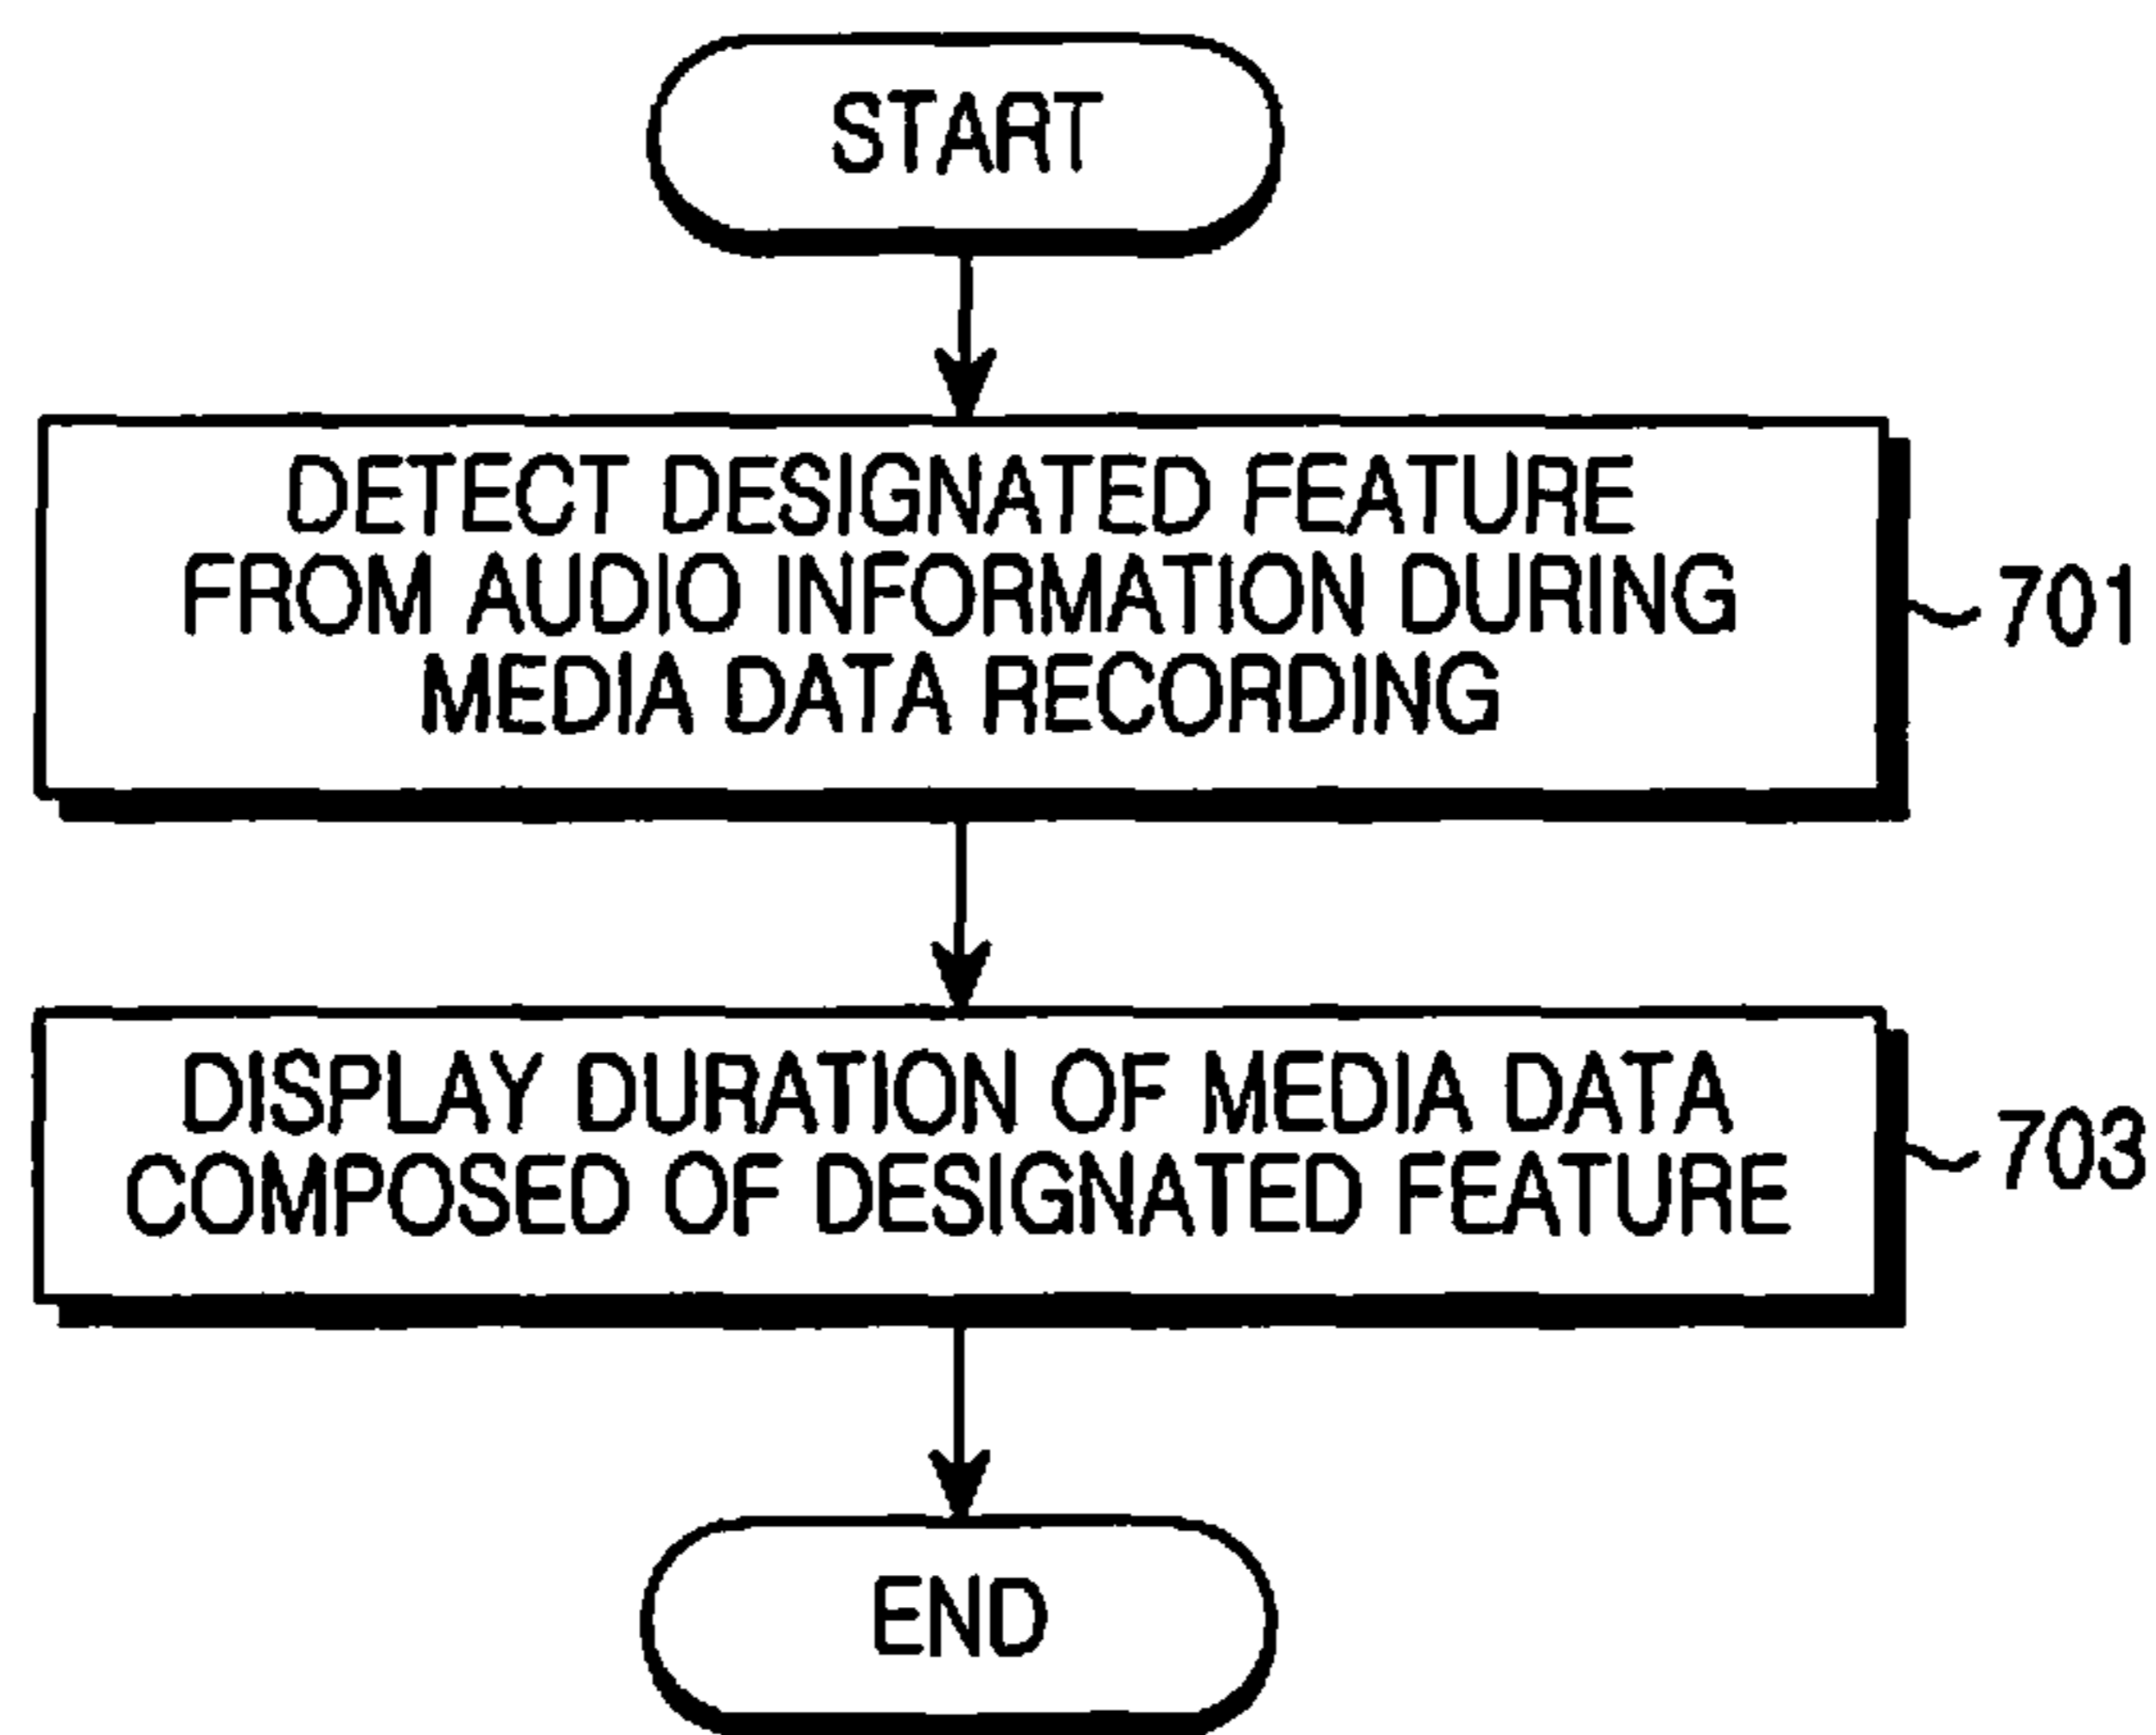 START
DETECT DESIGNATED FEATURE
FROM AUDIO INFORMATION DURING
MEDIA DATA RECORDING
701
DISPLAY DURATION OF MEDIA DATA
COMPOSED OF DESIGNATED FEATURE
703
END